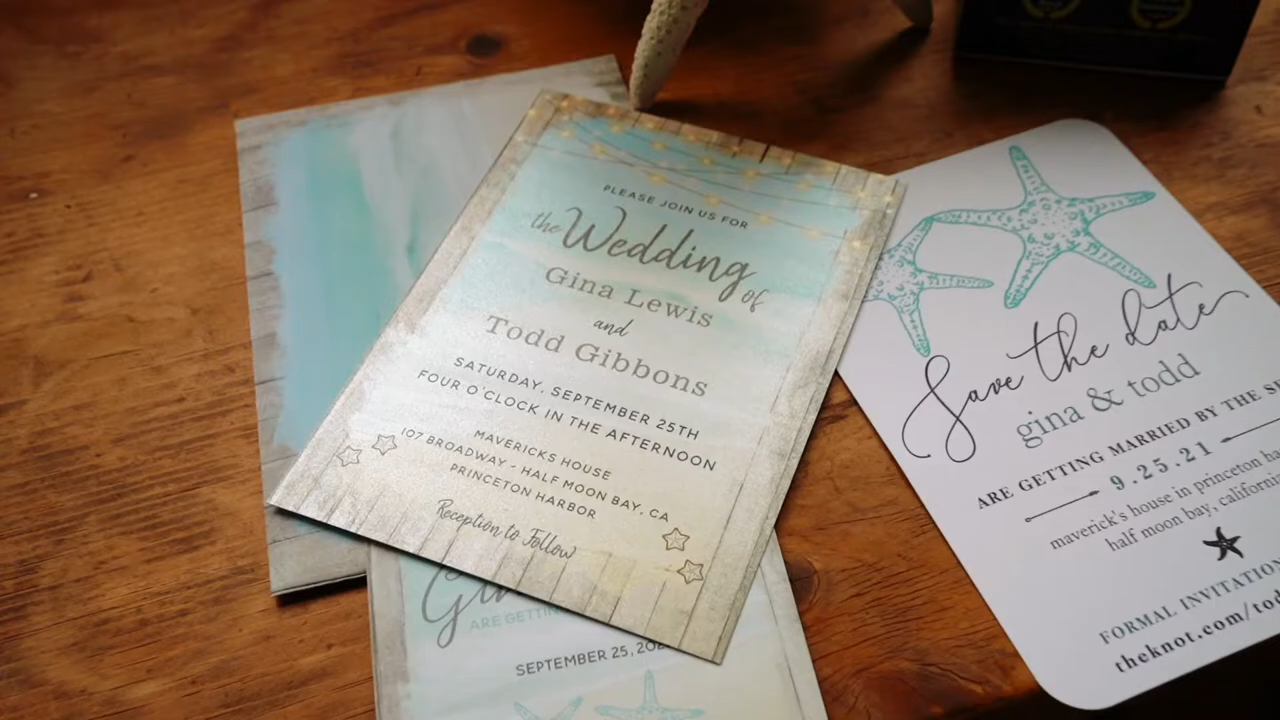 PLEASE JOIN US FOR
the Wedding of
Gina Lewis
and
Todd Gibbons
SATURDAY, SEPTEMBER 25TH
FOUR O'CLOCK IN THE AFTERNOON
MAVERICKS HOUSE
107 BROADWAY - HALF MOON BAY, CA
PRINCETON HARBOR
Reception to Follow
ARE
SEPTEMBER 25,
Save the date
gina & todd
ARE GETTING MARRIED BY THE
9.25.21
maverick's house in princeton
half moon bay,
FORMAL
theknot.com/